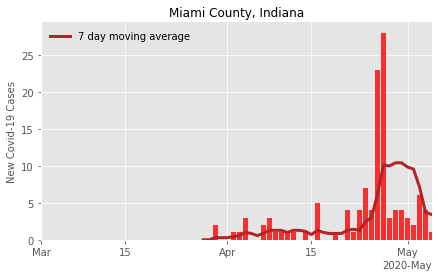 Miami County, Indiana
7 day moving average
New Covid-19 Cases
25
20
15
10
5
0
Mar 15 Apr 15 May
2020-May